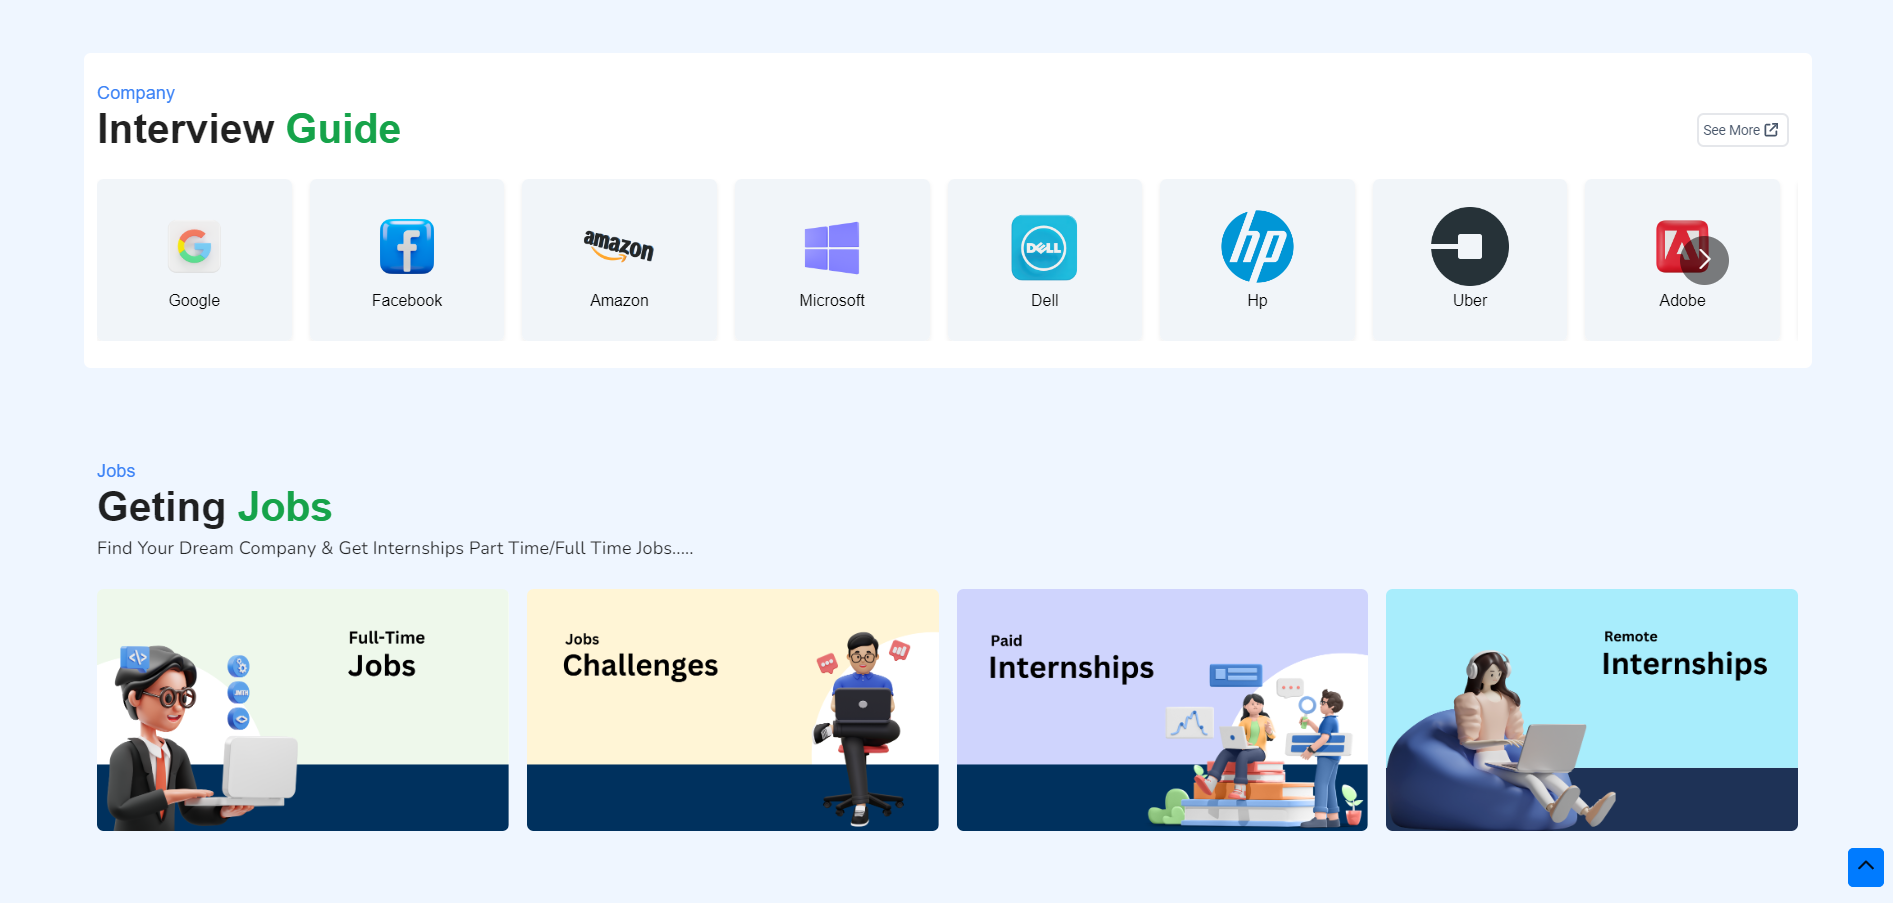 Company
Interview Guide
See More
amazon
DELL
hp
Google
Facebook
Amazon
Microsoft
Dell
Hp
Uber
Adobe
Jobs
Geting Jobs
Find Your Dream Company & Get Internships Part Time/Full Time Jobs.....
Full-Time
Jobs
Jobs
Challenges
Paid
Internships
Remote
Internships